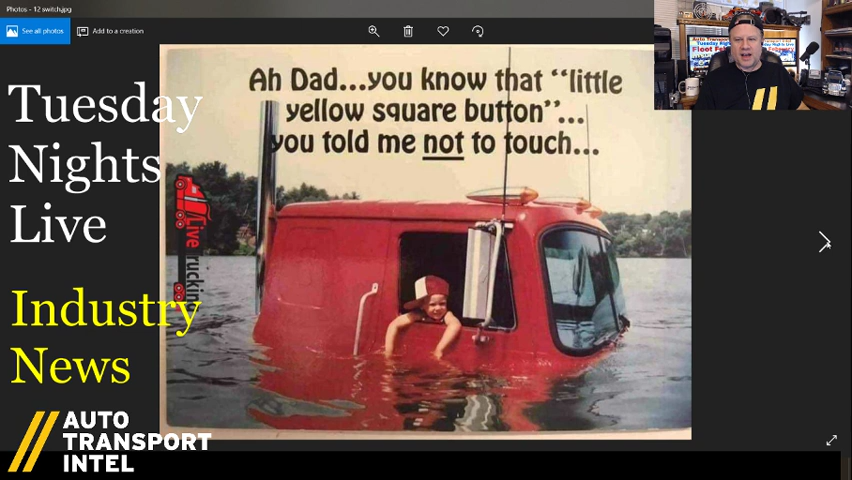 Photos - 12 switch.jpg
See all photos
Add to a creation
Ah Dad...you know that “little
yellow square button”...
you told me not to touch...
Live Trucking
Tuesday
Nights
Live
Industry
News
AUTO
TRANSPORT
INTEL